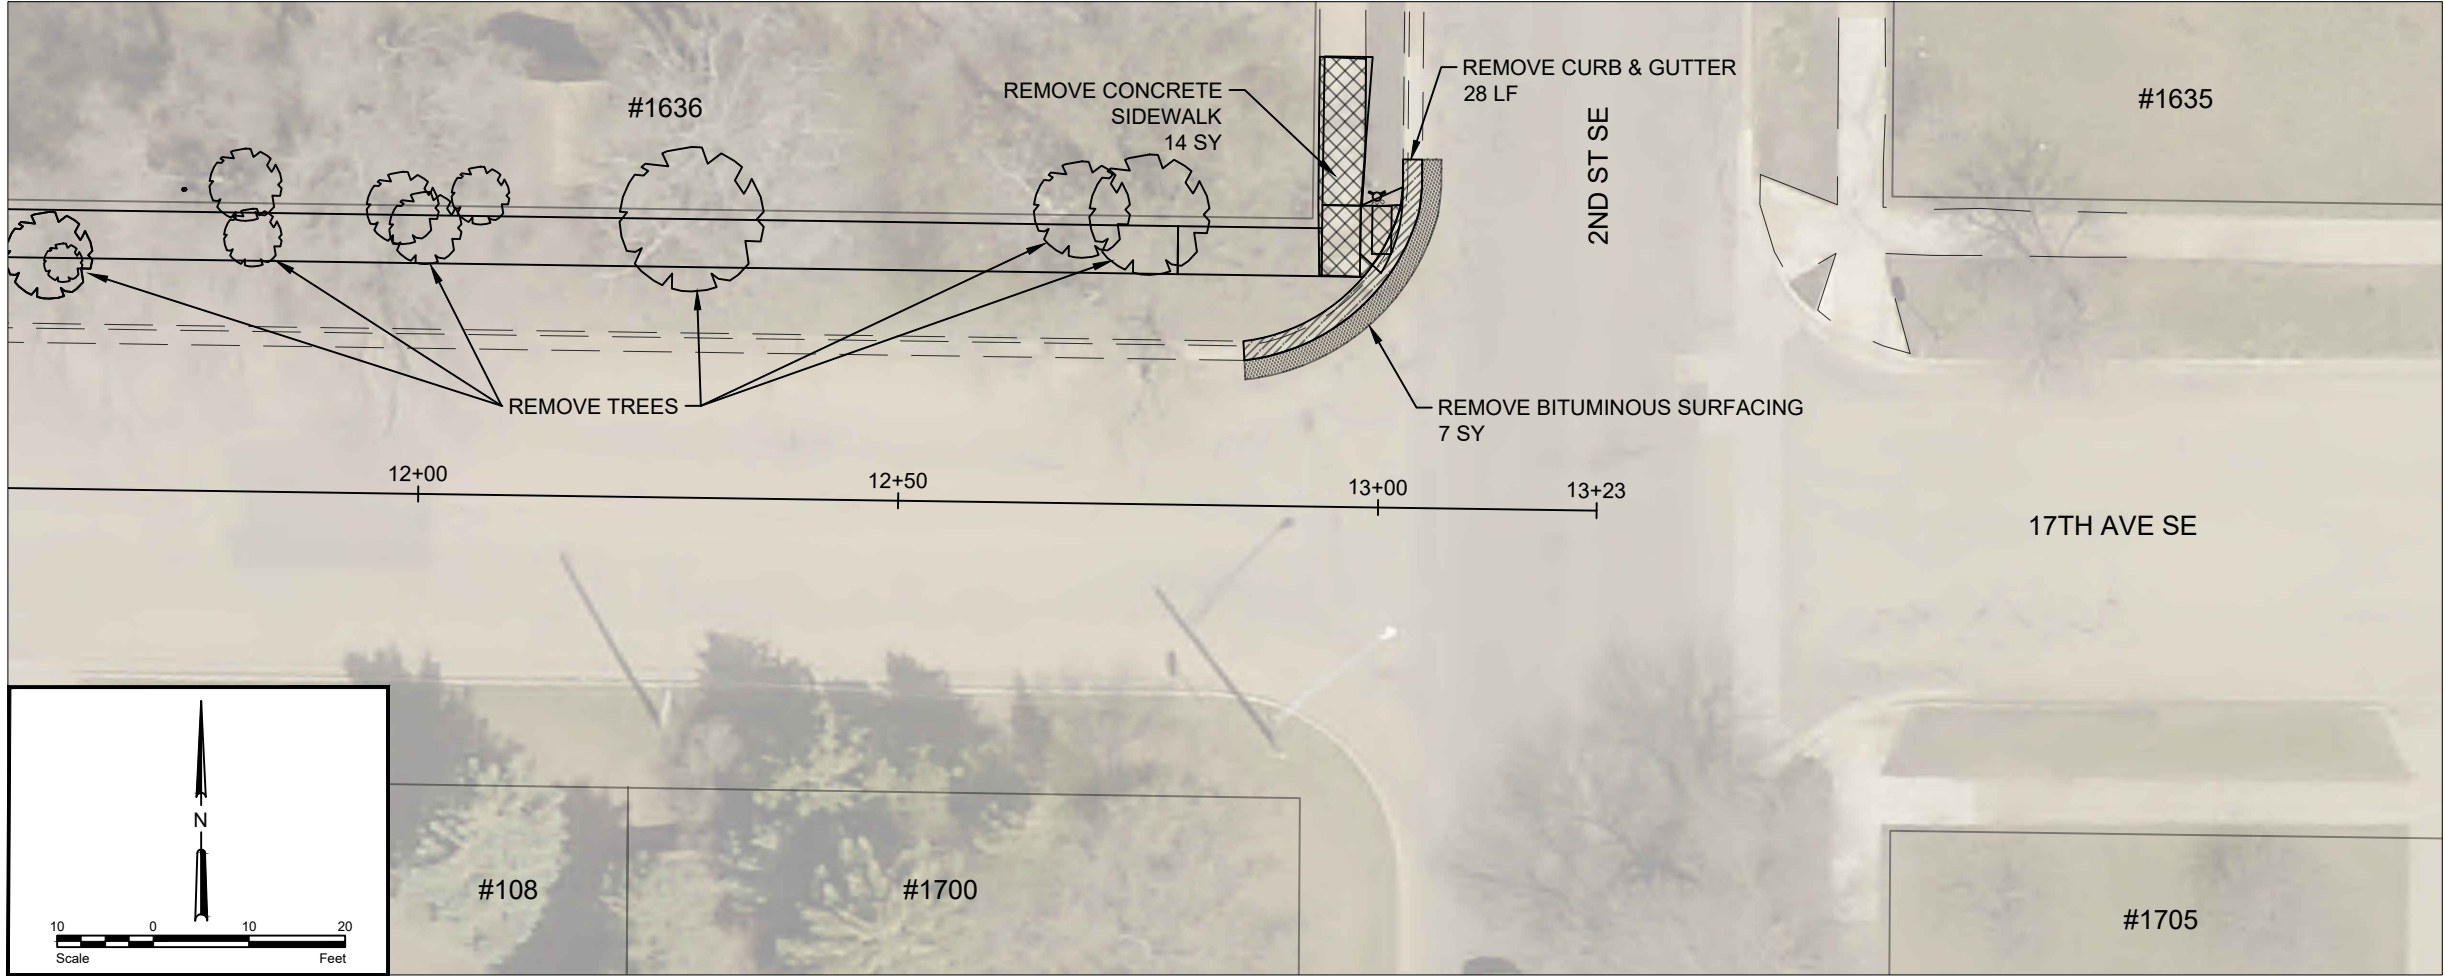 #1636
REMOVE CONCRETE
SIDEWALK
14 SY
REMOVE CURB & GUTTER
28 LF
2ND ST SE
#1635
REMOVE TREES
REMOVE BITUMINOUS SURFACING
7 SY
12+00
12+50
13+00
13+23
17TH AVE SE
N
10 0 10 20
Scale Feet
#108
#1700
#1705